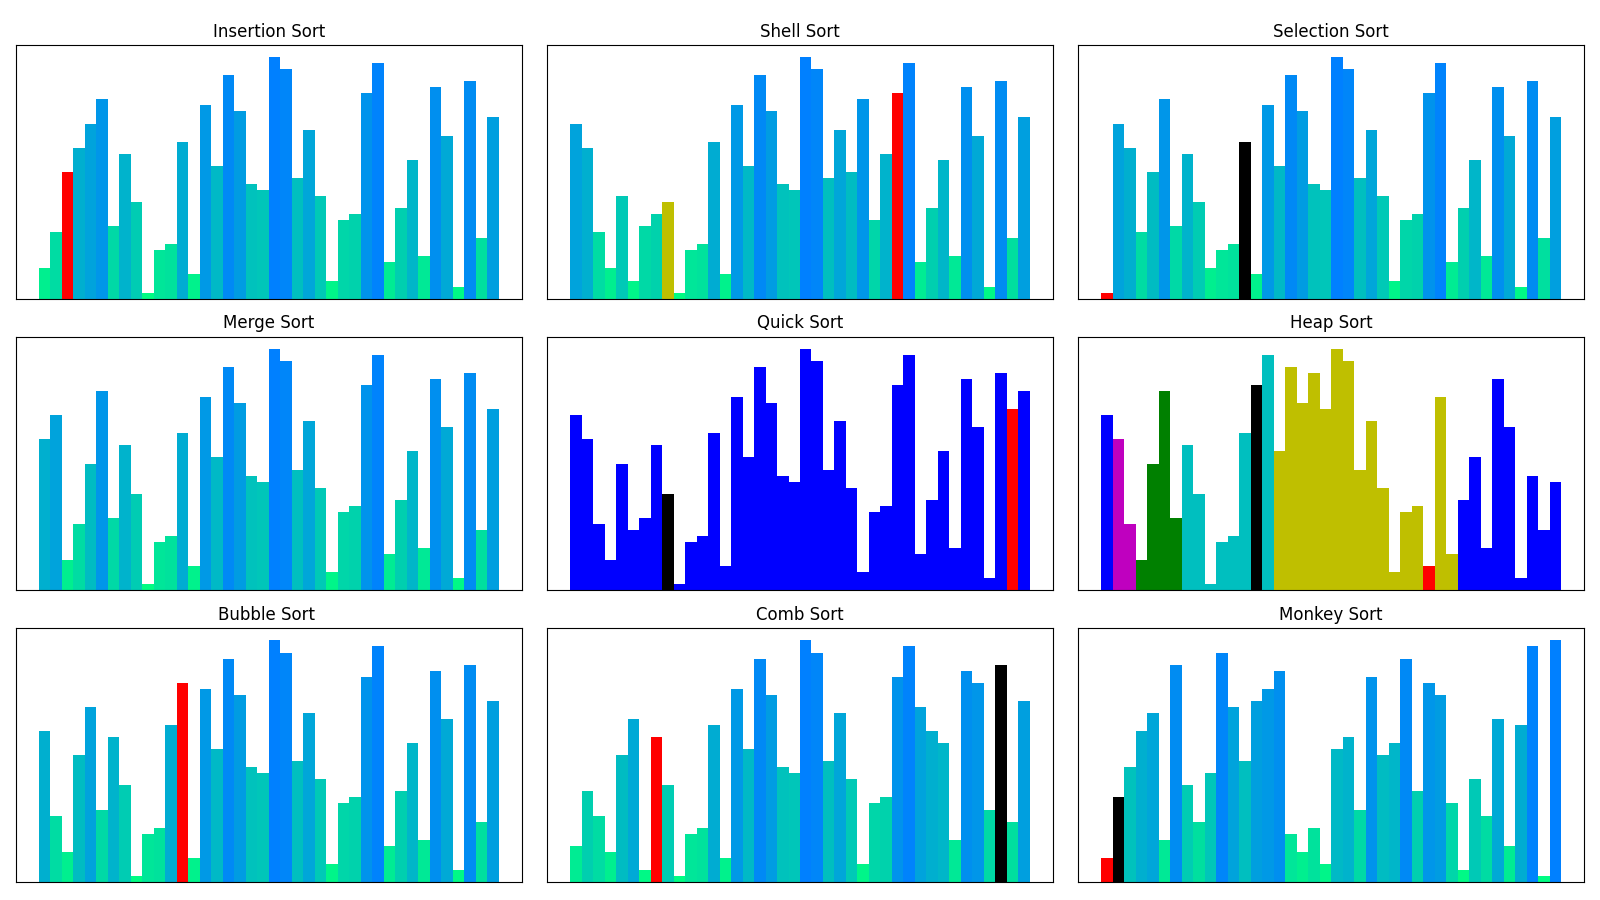 Insertion Sort
Shell Sort
Selection Sort
Merge Sort
Quick Sort
Heap Sort
Bubble Sort
Comb Sort
Monkey Sort